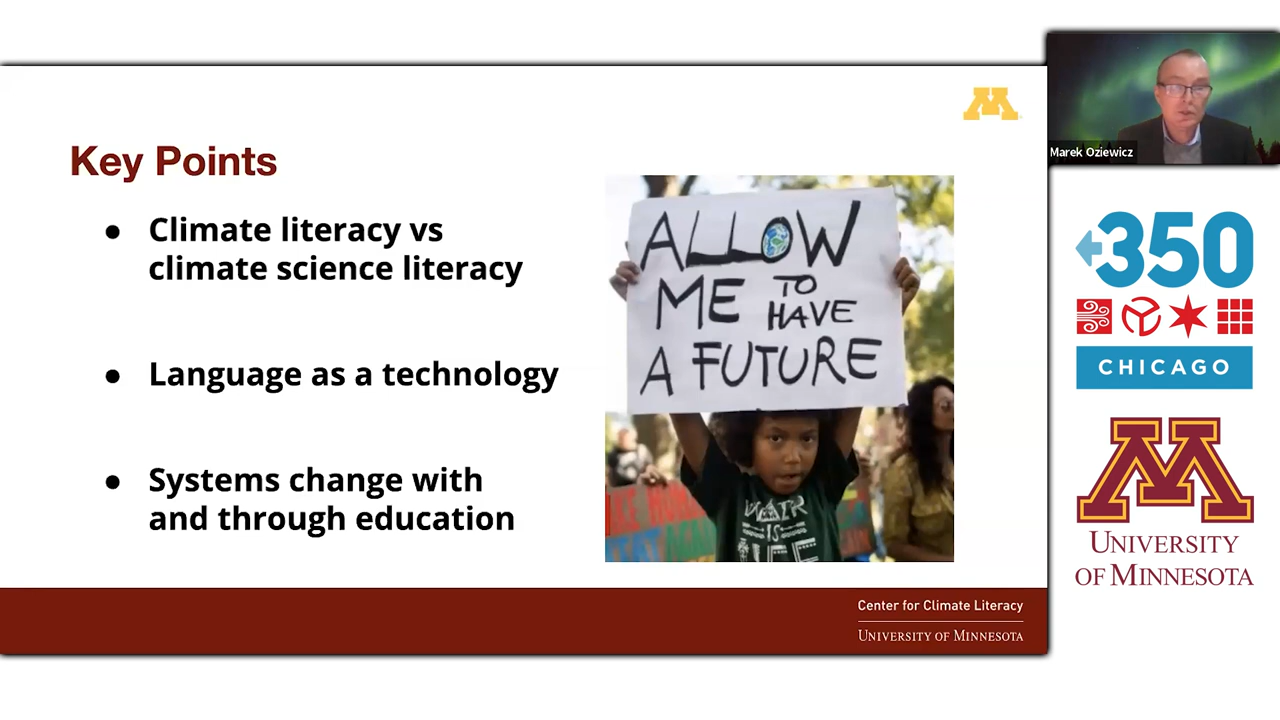 Key Points
● Climate literacy vs
climate science literacy
● Language as a technology
● Systems change with
and through education
ALLOW
ME TO
HAVE
A FUTURE
IS
Center for Climate Literacy
UNIVERSITY OF MINNESOTA
Marek Oziewicz
350
CHICAGO
M
UNIVERSITY
OF MINNESOTA